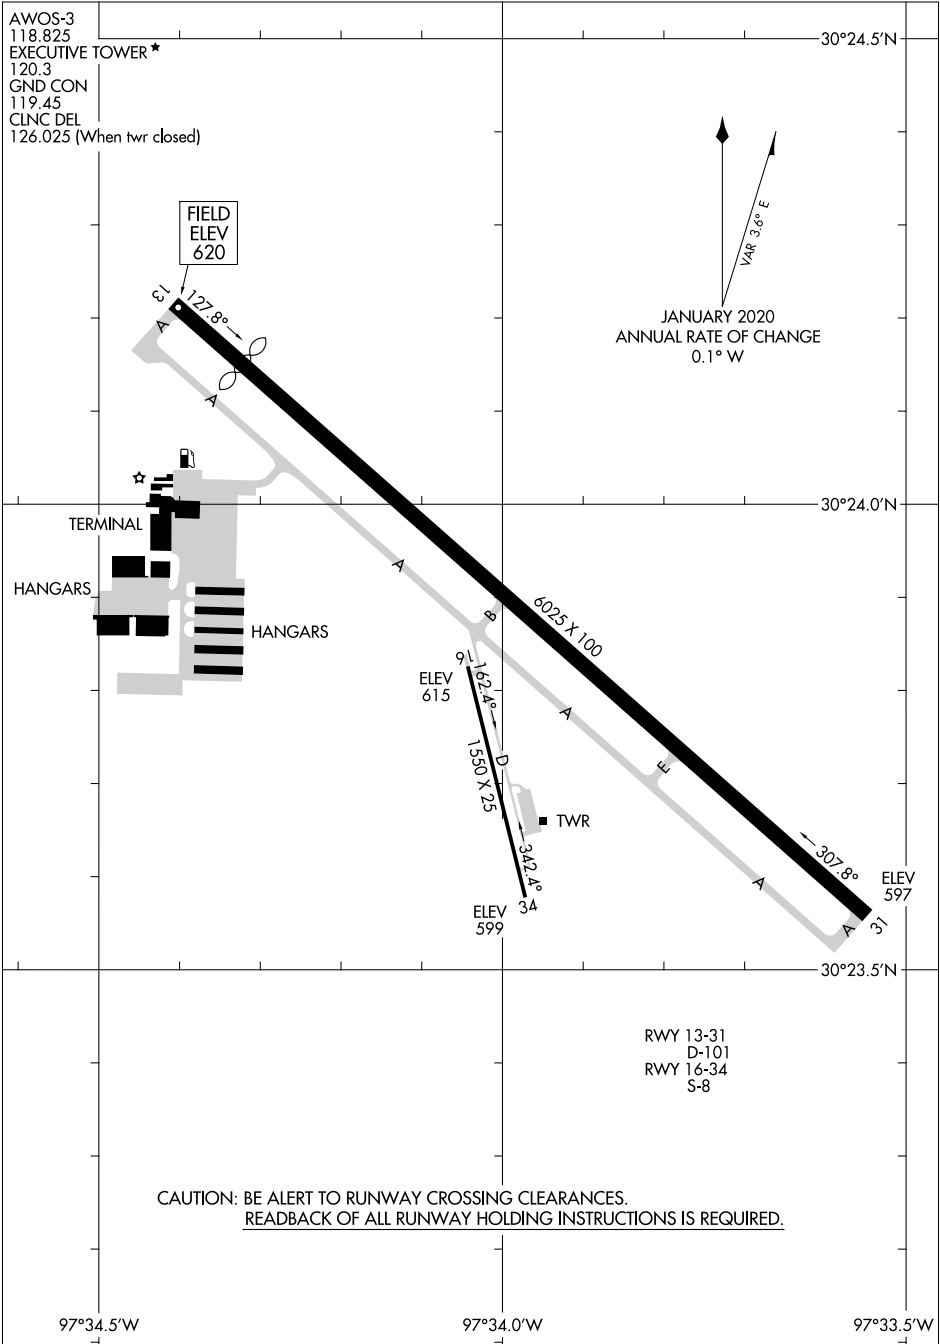 AWOS-3
118.825
EXECUTIVE TOWER★
120.3
GND CON
119.45
CLNC DEL
126.025 (When twr closed)
30°24.5'N
VAR 3.6° E
JANUARY 2020
ANNUAL RATE OF CHANGE
0.1° W
FIELD
ELEV
620
13
127.8°
A
A
30°24.0'N
TERMINAL
HANGARS
HANGARS
A
B
6025 X 100
16
162.4°
ELEV
615
A
D
1550 X 25
E
TWR
342.4°
34
ELEV
599
307.8°
A
ELEV
597
A
31
30°23.5'N
RWY 13-31
D-101
RWY 16-34
S-8
CAUTION: BE ALERT TO RUNWAY CROSSING CLEARANCES.
READBACK OF ALL RUNWAY HOLDING INSTRUCTIONS IS REQUIRED.
97°34.5'W
97°34.0'W
97°33.5'W